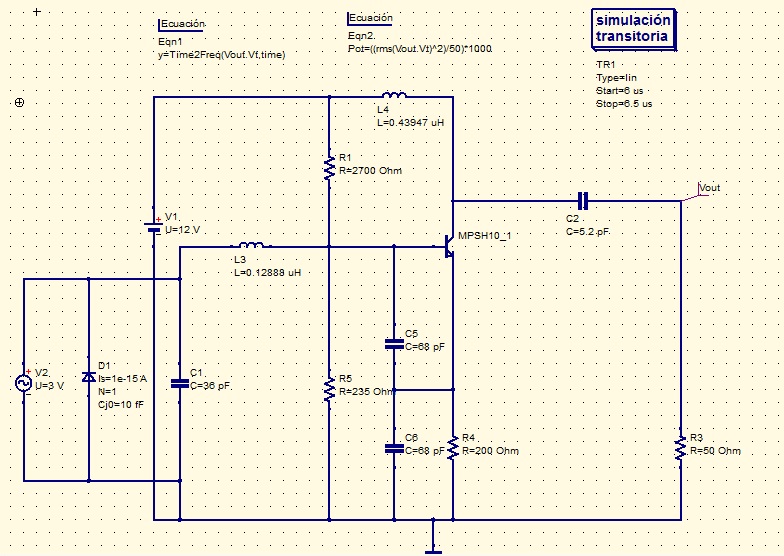 Ecuación
Eqn1
y=Time2Freq(Vout.Vt,time)
Ecuación
Eqn2
Pot=((rms(Vout.Vt)^2)/50)*1000
simulación
transitoria
TR1
Type=lin
Start=6 us
Stop=6.5 us
L4
L=0.43947 uH
R1
R=2700 Ohm
V1
U=12 V
Vout
C2
C=5.2 pF
MPSH10_1
L3
L=0.12888 uH
C5
C=68 pF
V2
U=3 V
D1
Is=1e-15 A
N=1
Cj0=10 fF
C1
C=36 pF
R5
R=235 Ohm
C6
C=68 pF
R4
R=200 Ohm
R3
R=50 Ohm